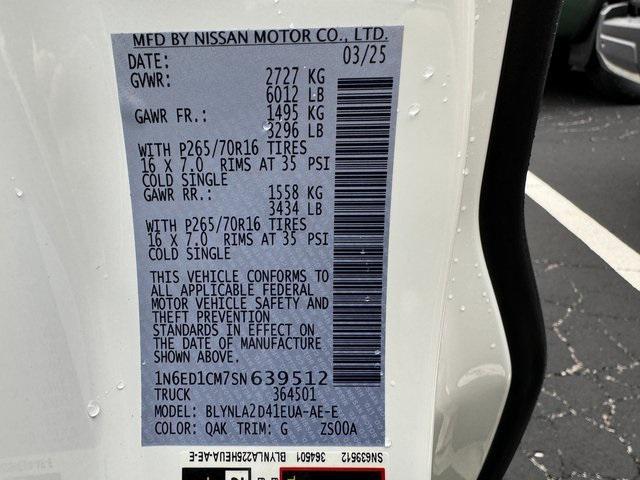 MFD BY NISSAN MOTOR CO., LTD.
DATE: 03/25
GVWR: 2727 KG
6012 LB
GAWR FR.: 1495 KG
3296 LB
WITH P265/70R16 TIRES
16 X 7.0 RIMS AT 35 PSI
COLD SINGLE
GAWR RR.: 1558 KG
3434 LB
WITH P265/70R16 TIRES
16 X 7.0 RIMS AT 35 PSI
COLD SINGLE
THIS VEHICLE CONFORMS TO
ALL APPLICABLE FEDERAL
MOTOR VEHICLE SAFETY AND
THEFT PREVENTION
STANDARDS IN EFFECT ON
THE DATE OF MANUFACTURE
SHOWN ABOVE.
1N6ED1CM7SN639512
TRUCK 364501
MODEL: BLYNLA2D41EUA-AE-E
COLOR: QAK TRIM: G ZS00A
SN639512 364501 BLYNLA225HEUA-AE-E